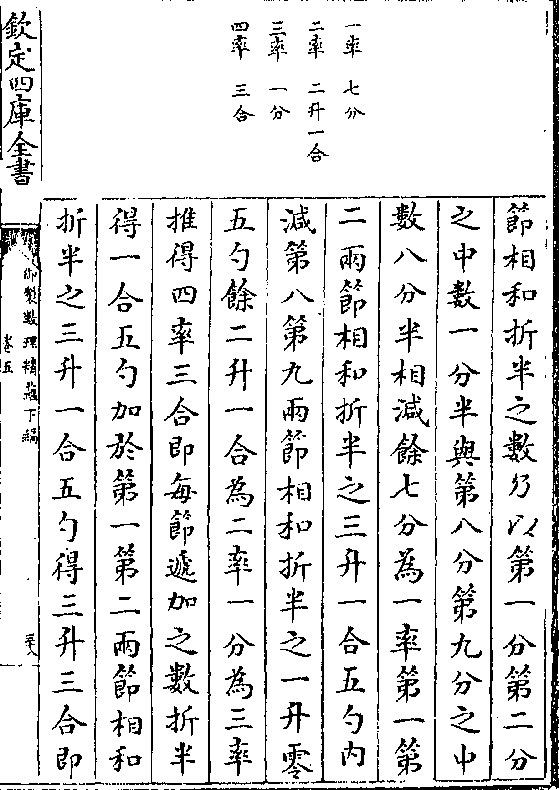 一率 七分
二率 二升一合
三率 一分
四率 三合
節相和折半之數乃以第一分第二分
之中數一分半與第八分第九分之中
數八分半相減餘七分為一率第一第
二兩節相和折半之三升一合五勺内
減第八第九兩節相和折半之一升零
五勺餘二升一合為二率一分為三率
推得四率三合即每節遞加之數折半
得一合五勺加於第一第二兩節相和
折半之三升一合五勺得三升三合即
欽定四庫全書
御製數理精藴下編
卷五